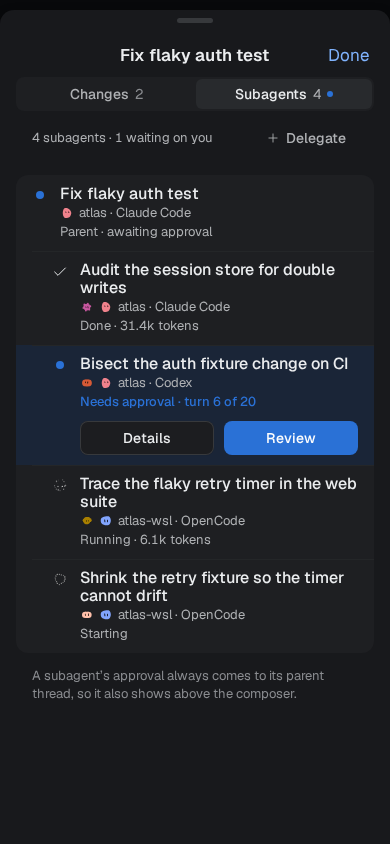 Fix flaky auth test
Done
Changes 2
Subagents 4
4 subagents · 1 waiting on you
+ Delegate
Fix flaky auth test
atlas · Claude Code
Parent · awaiting approval
Audit the session store for double
writes
atlas · Claude Code
Done · 31.4k tokens
Bisect the auth fixture change on CI
atlas · Codex
Needs approval · turn 6 of 20
Details
Review
Trace the flaky retry timer in the web
suite
atlas-wsl · OpenCode
Running · 6.1k tokens
Shrink the retry fixture so the timer
cannot drift
atlas-wsl · OpenCode
Starting
A subagent's approval always comes to its parent
thread, so it also shows above the composer.